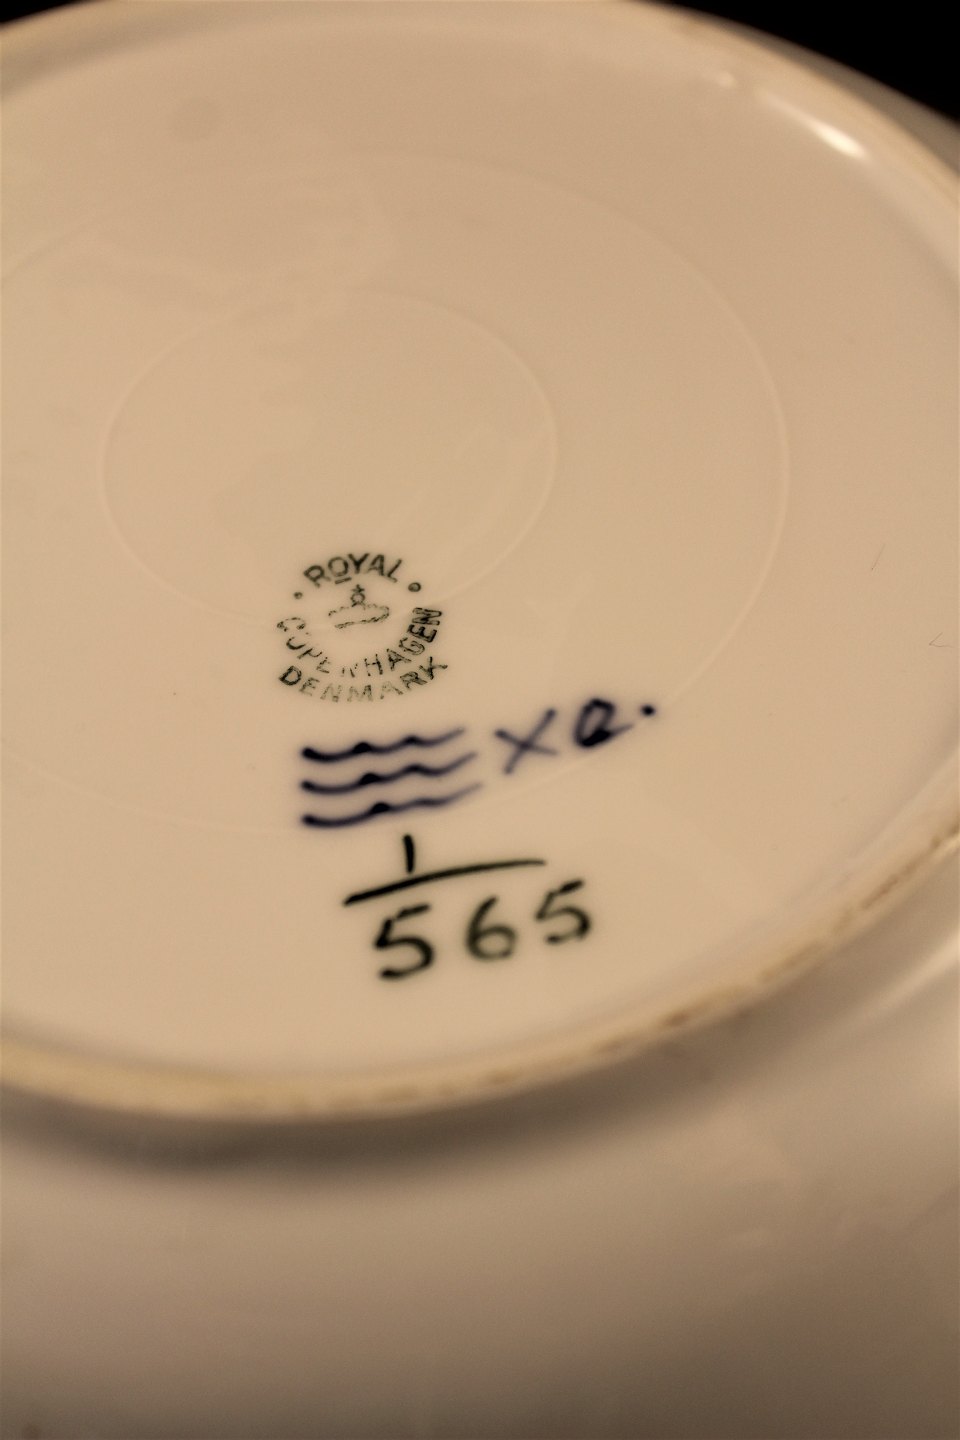 ROYAL
COPENHAGEN
DENMARK
1
565